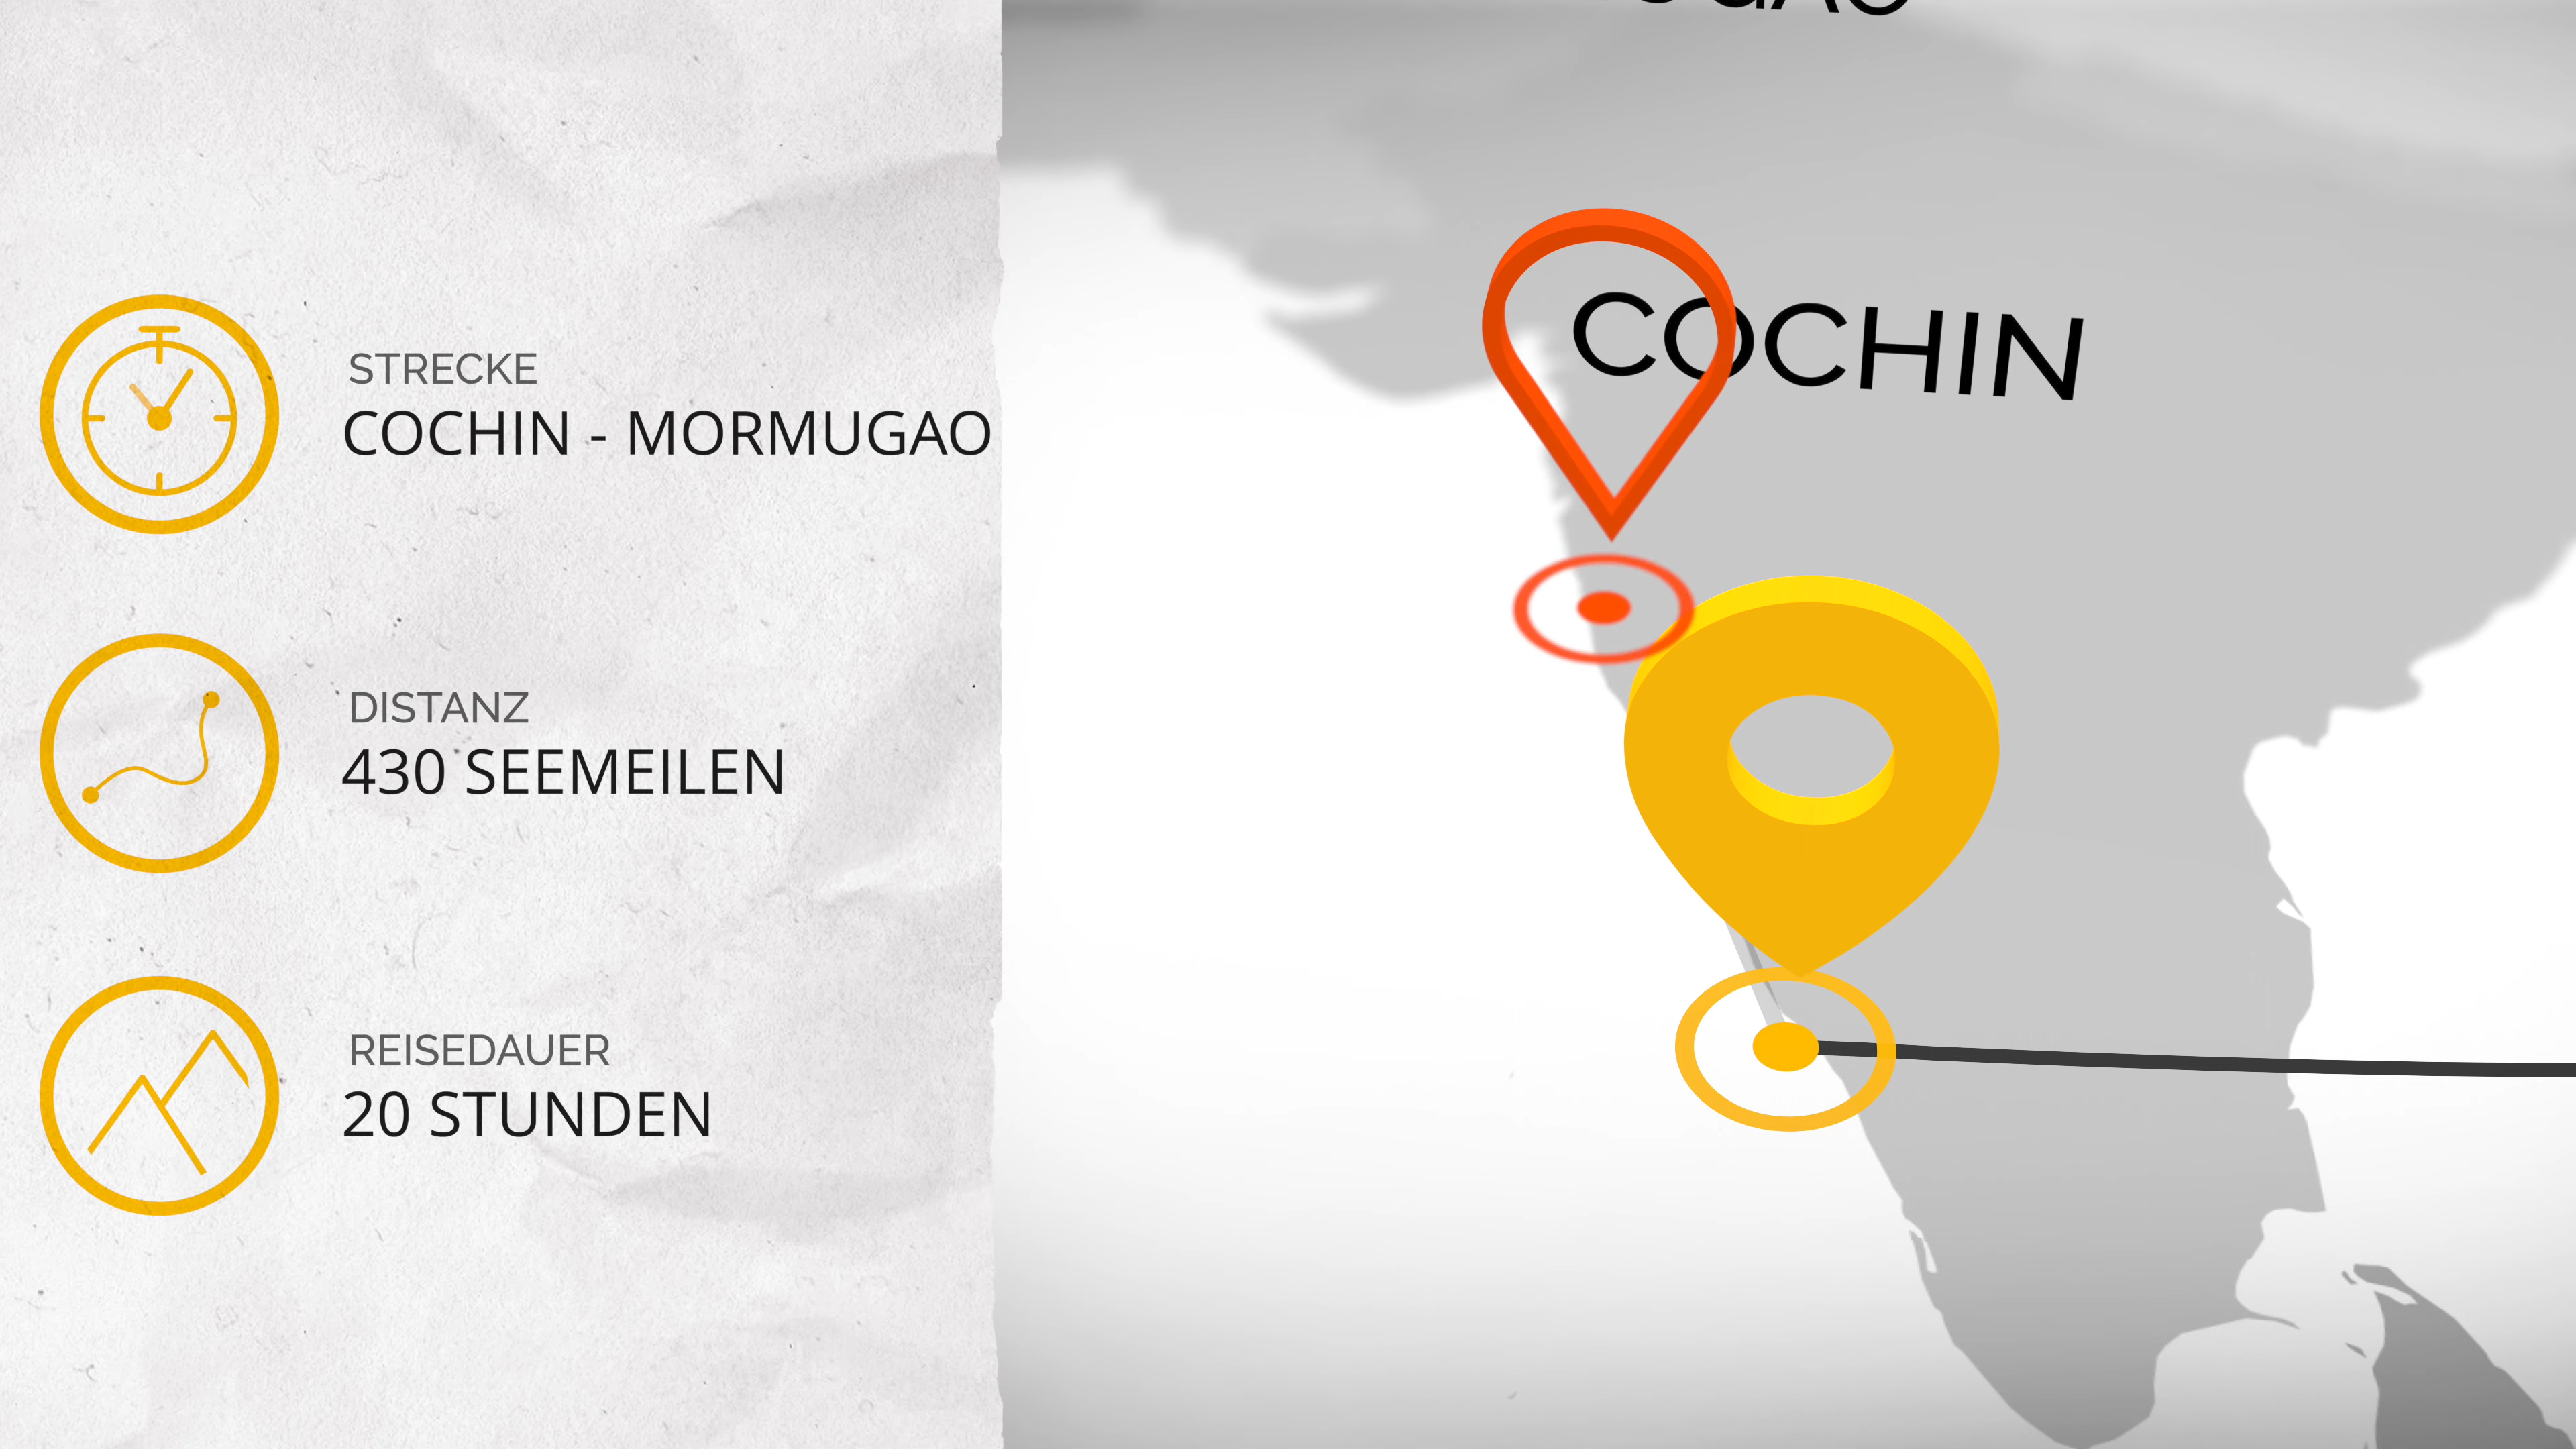 STRECKE
COCHIN - MORMUGAO
DISTANZ
430 SEEMEILEN
REISEDAUER
20 STUNDEN
COCHIN